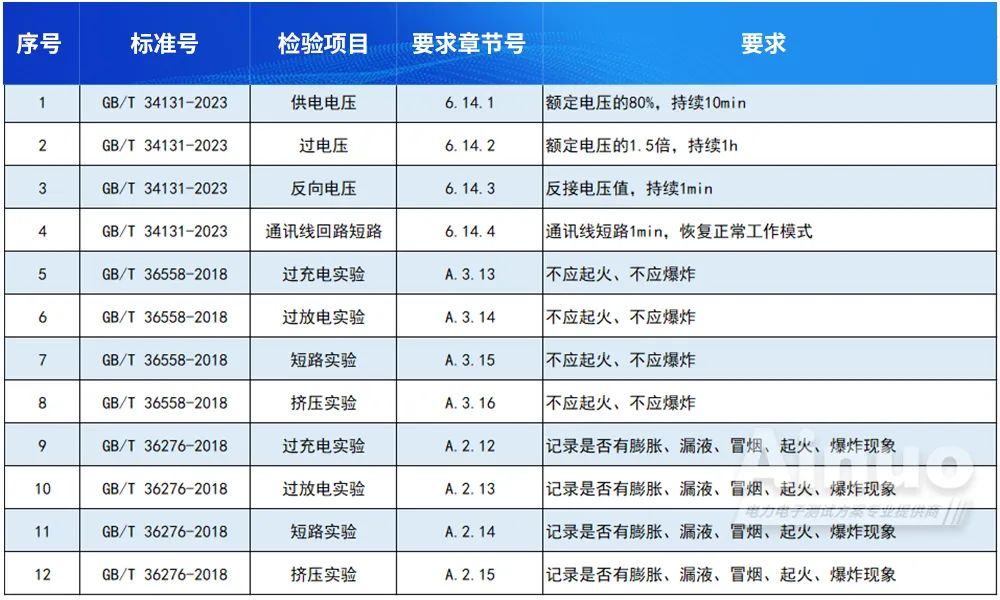 序号 标准号 检验项目 要求章节号 要求
1 GB/T 34131-2023 供电电压 6.14.1 额定电压的80%，持续10min
2 GB/T 34131-2023 过电压 6.14.2 额定电压的1.5倍，持续1h
3 GB/T 34131-2023 反向电压 6.14.3 反接电压值，持续1min
4 GB/T 34131-2023 通讯线回路短路 6.14.4 通讯线短路1min，恢复正常工作模式
5 GB/T 36558-2018 过充电实验 A.3.13 不应起火、不应爆炸
6 GB/T 36558-2018 过放电实验 A.3.14 不应起火、不应爆炸
7 GB/T 36558-2018 短路实验 A.3.15 不应起火、不应爆炸
8 GB/T 36558-2018 挤压实验 A.3.16 不应起火、不应爆炸
9 GB/T 36276-2018 过充电实验 A.2.12 记录是否有膨胀、漏液、冒烟、起火、爆炸现象
10 GB/T 36276-2018 过放电实验 A.2.13 记录是否有膨胀、漏液、冒烟、起火、爆炸现象
11 GB/T 36276-2018 短路实验 A.2.14 记录是否有膨胀、漏液、冒烟、起火、爆炸现象
12 GB/T 36276-2018 挤压实验 A.2.15 记录是否有膨胀、漏液、冒烟、起火、爆炸现象
Ainuo
电力电子测试方案专业提供商